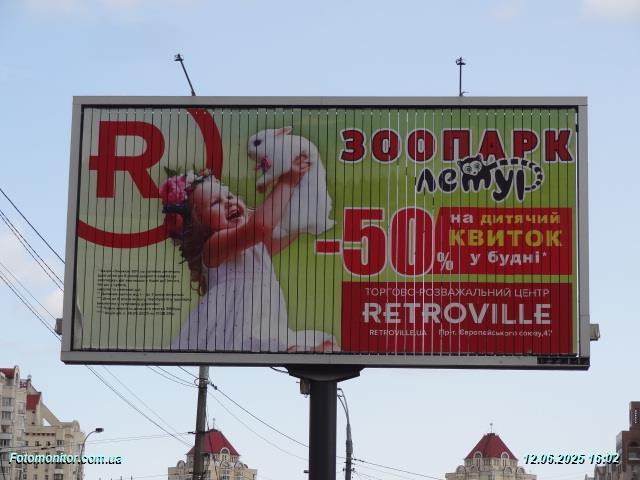 R
ЗООПАРК
лемур
-50%
на дитячий
КВИТОК
у будні*
ТОРГОВО-РОЗВАЖАЛЬНИЙ ЦЕНТР
RETROVILLE
RETROVILLE.UA Пр-т. Європейського союзу,47
Fotomonitor.com.ua
12.06.2025 16:02